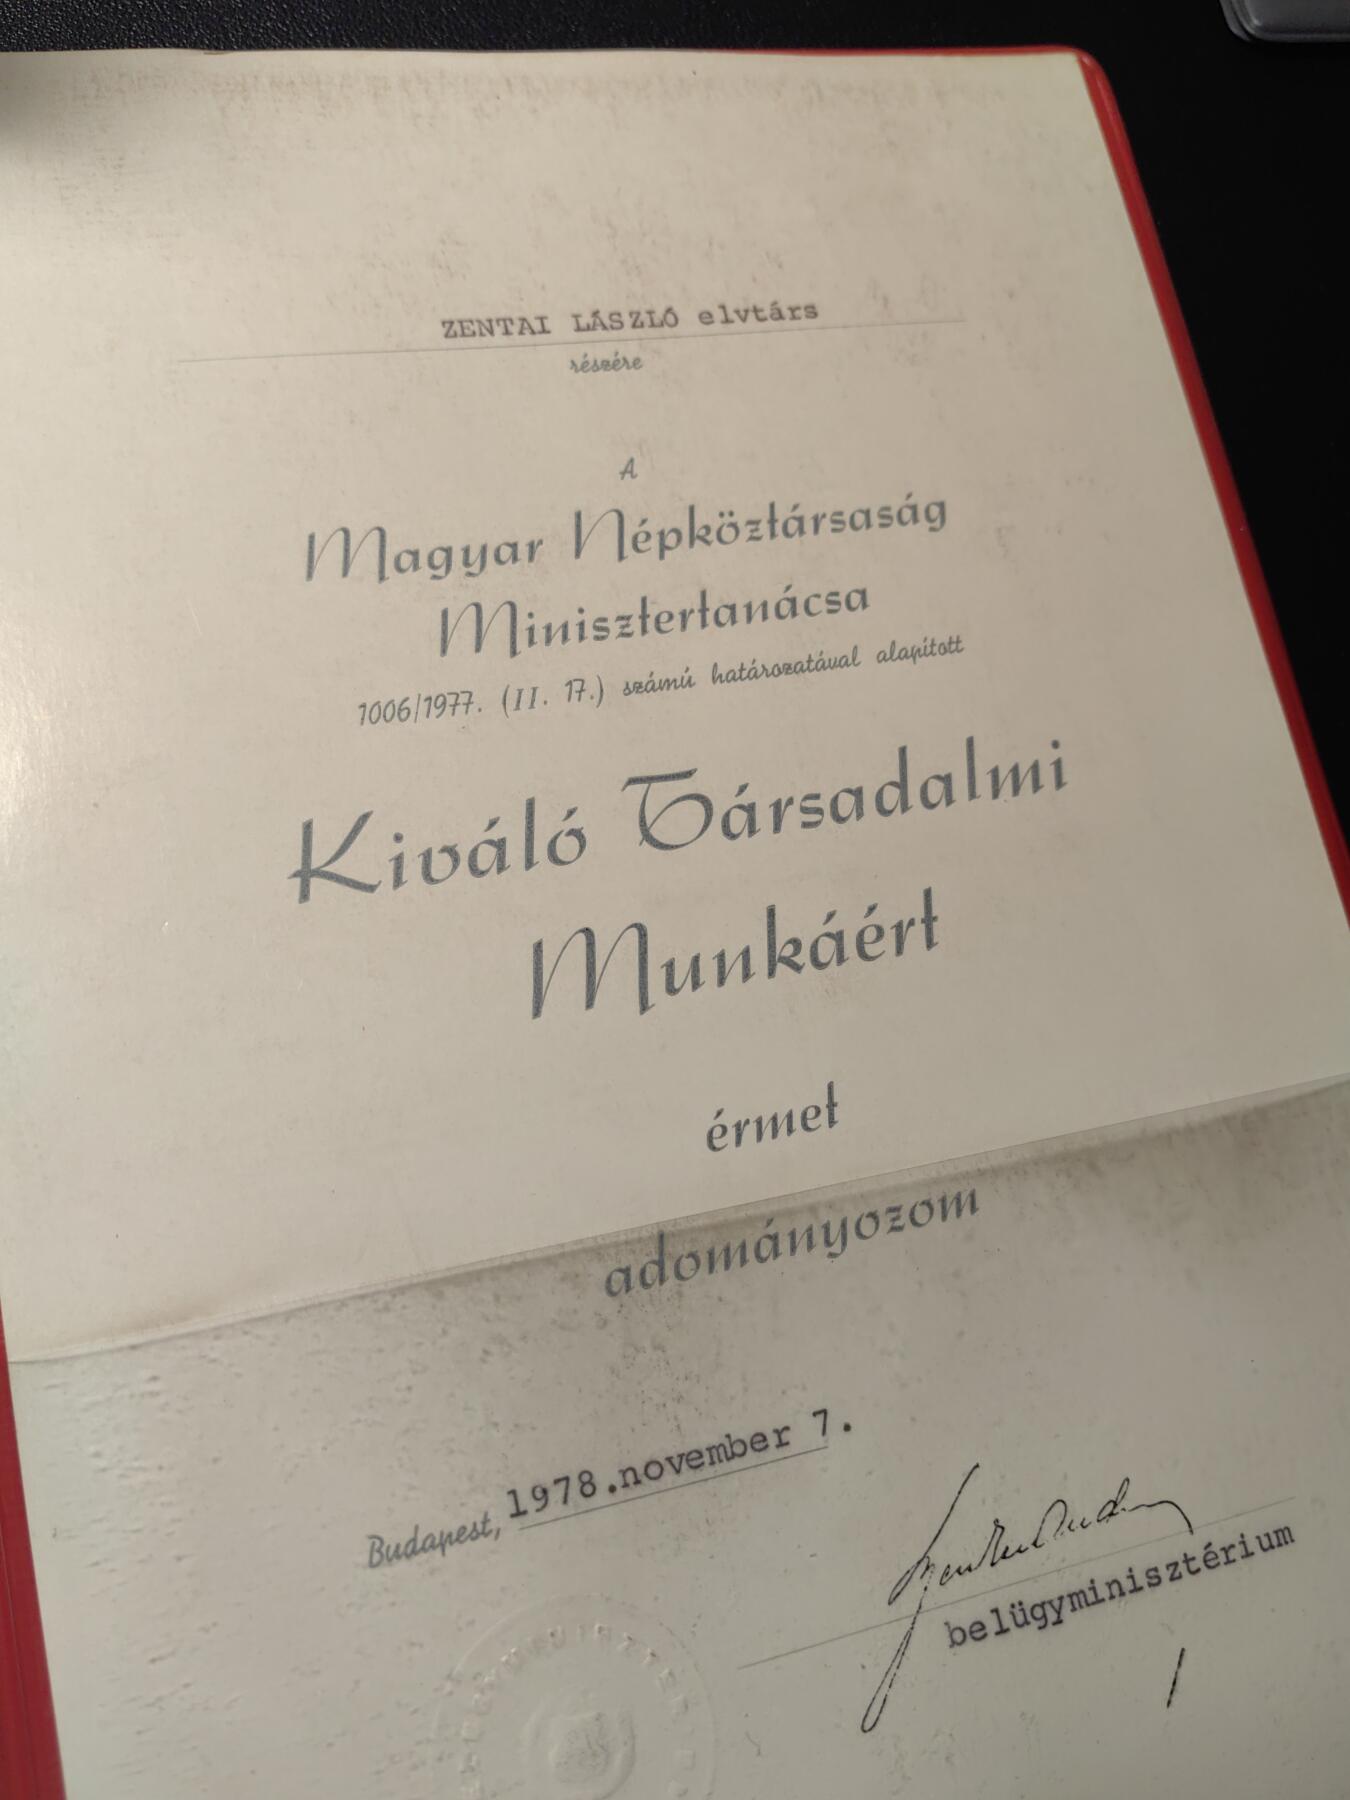 ZENTAI LÁSZLÓ elvtárs
részére
A
Magyar Népköztársaság
Minisztertanácsa
1006/1977. (II. 17.) számú határozatával alapított
Kiváló Társadalmi
Munkáért
érmet
adományozom
Budapest, 1978.november 7.
belügyminisztérium